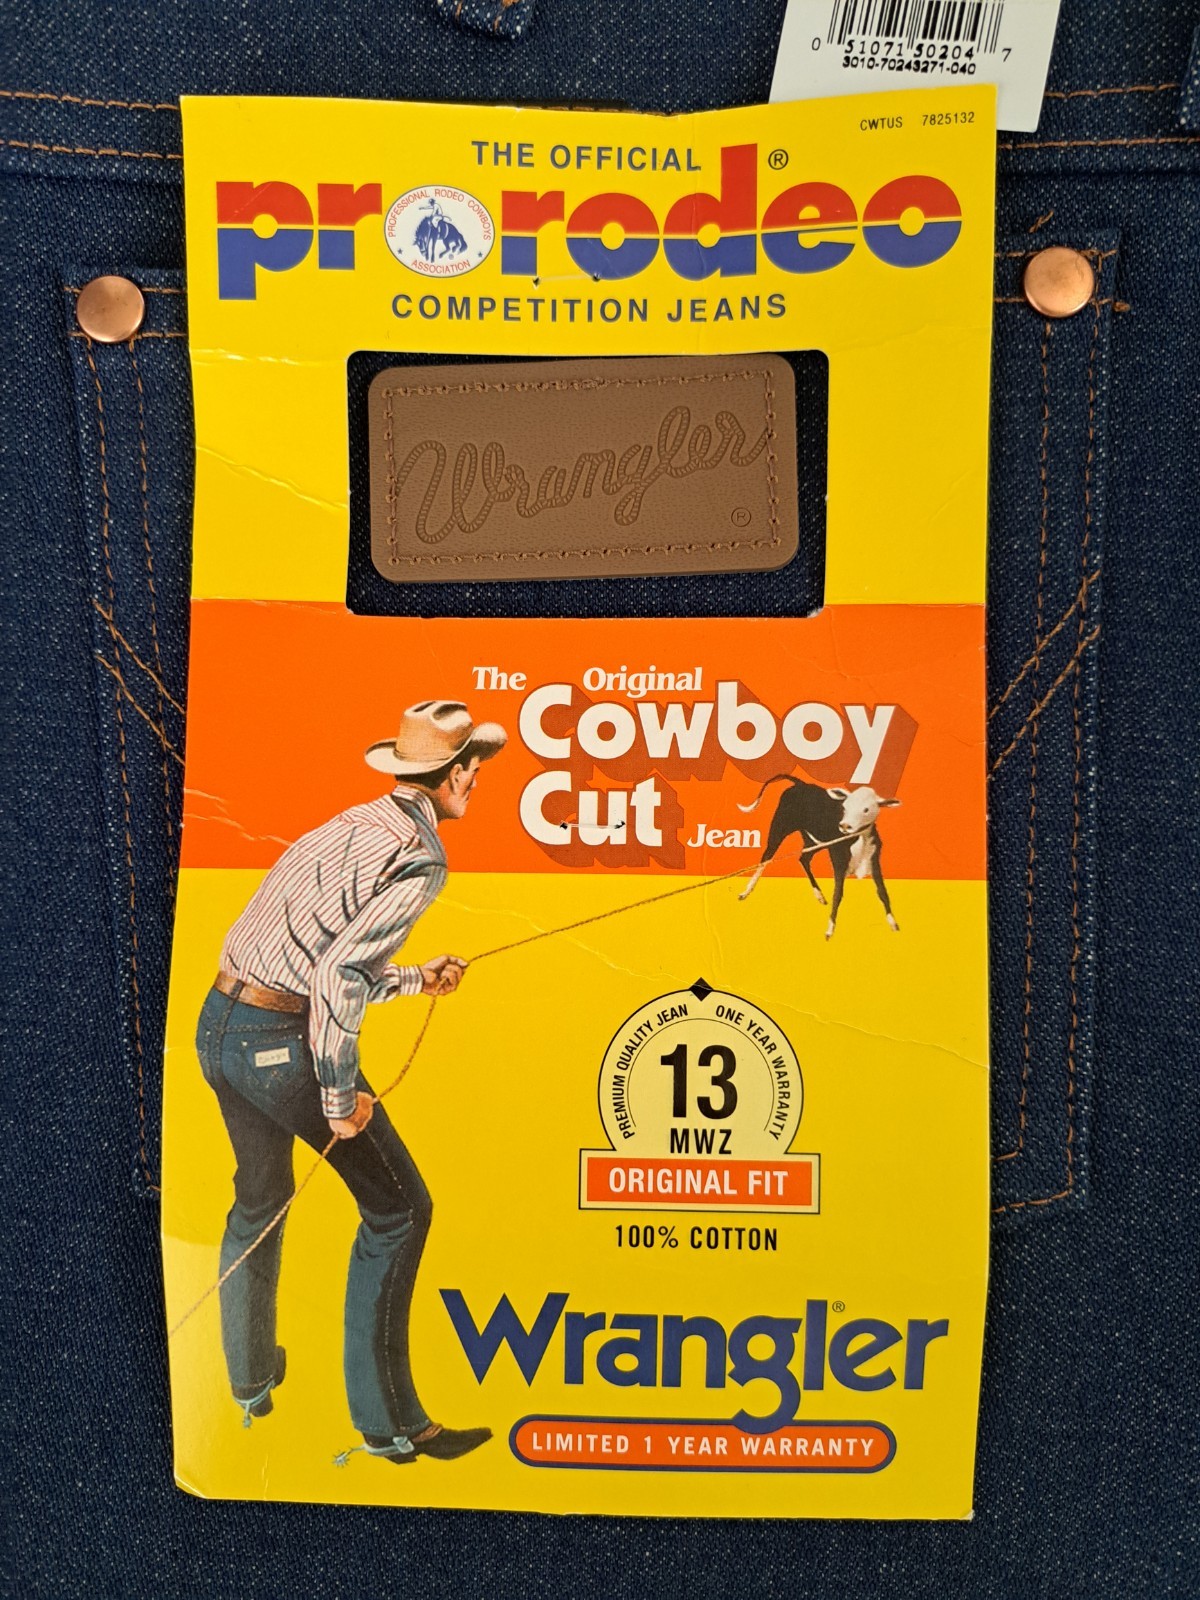 0 51071 50204 7
3010-70243271-040
CWTUS 7825132
THE OFFICIAL
prorodeo®
PROFESSIONAL RODEO COWBOYS
ASSOCIATION
COMPETITION JEANS
Wrangler
®
The Original
Cowboy
Cut Jean
PREMIUM QUALITY JEAN ONE YEAR WARRANTY
13
MWZ
ORIGINAL FIT
100% COTTON
Wrangler®
LIMITED 1 YEAR WARRANTY